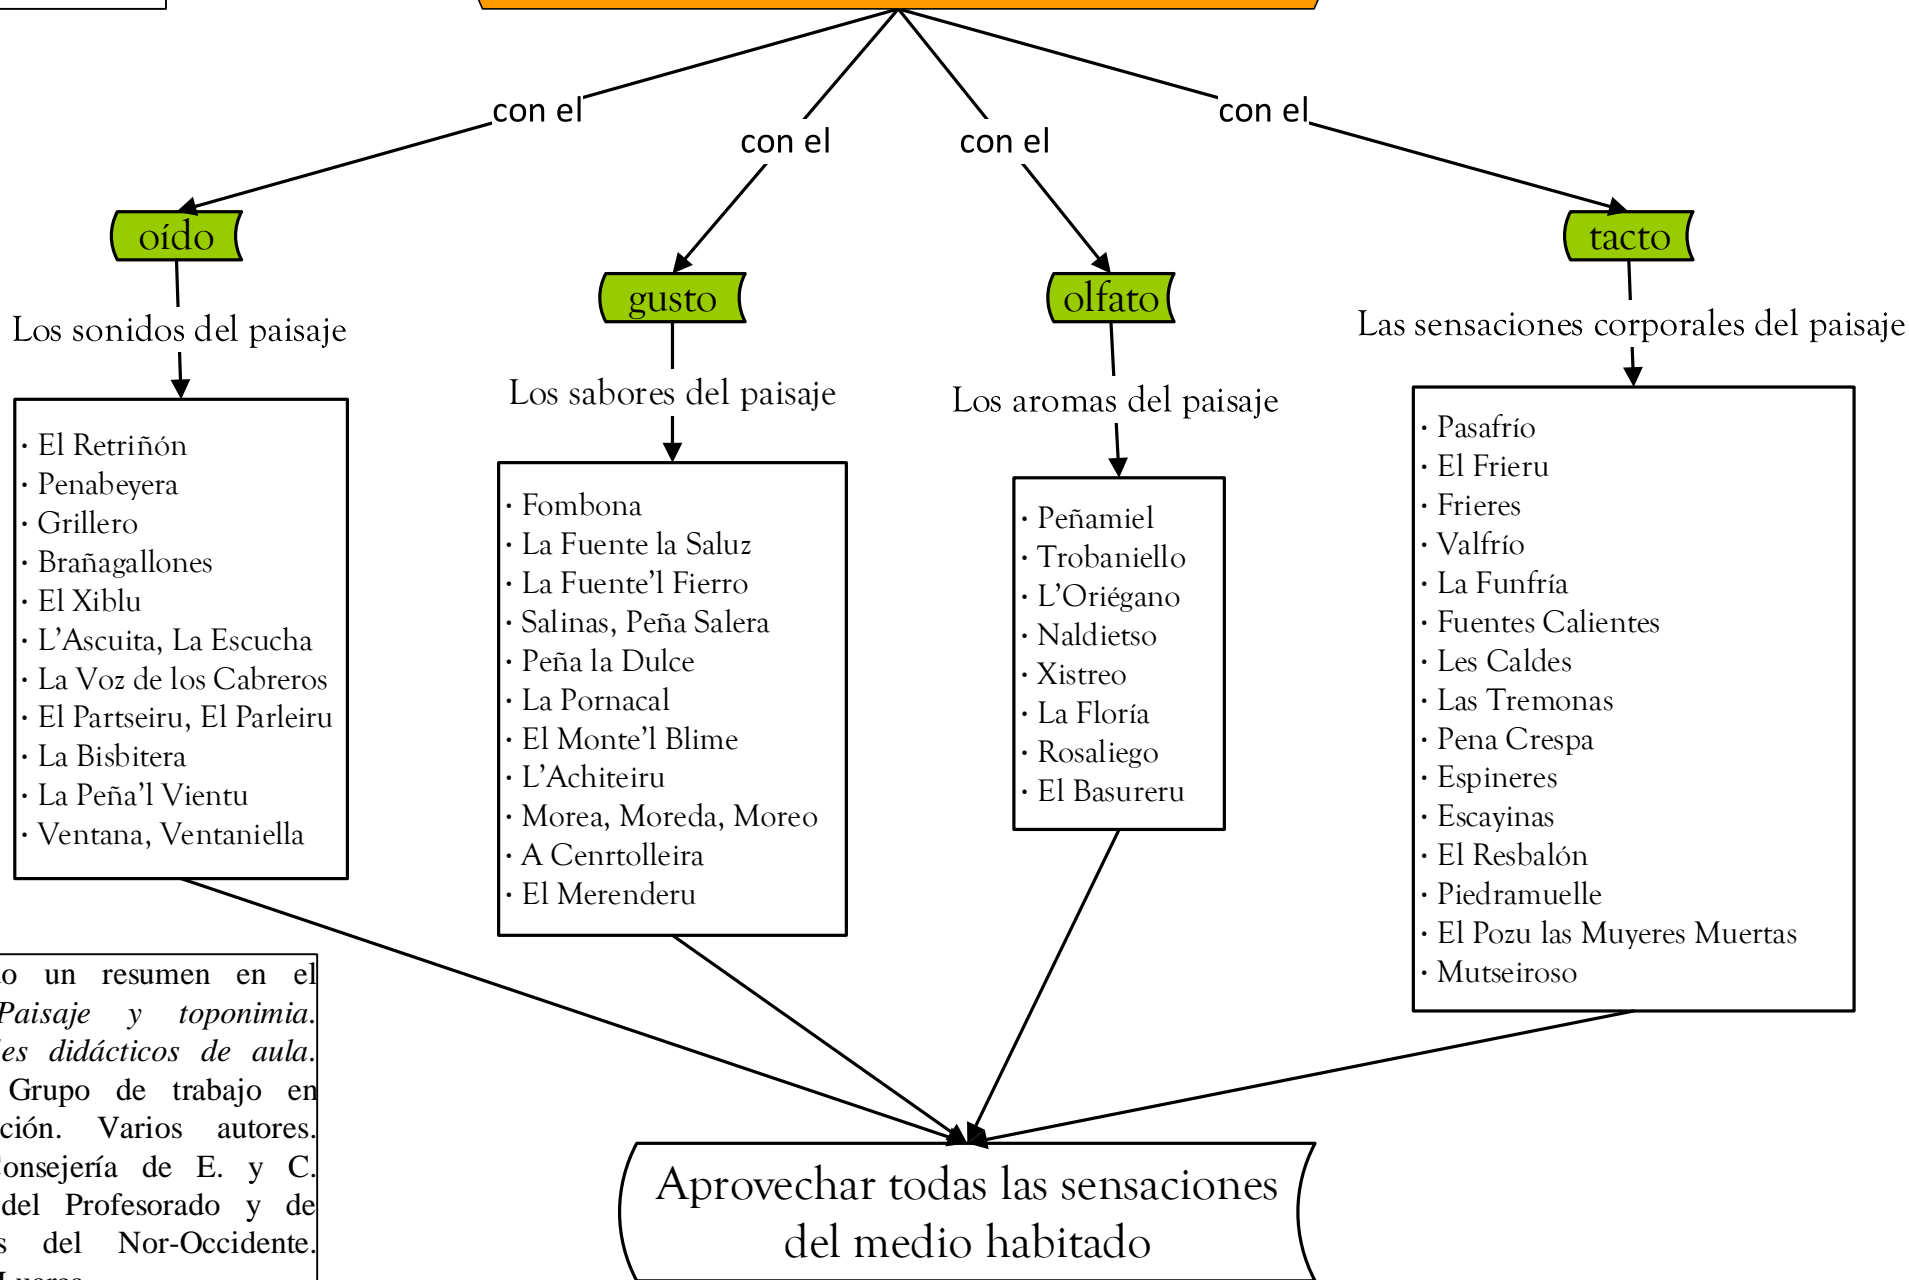 con el
con el
con el
con el
oído
gusto
olfato
tacto
Los sonidos del paisaje
Los sabores del paisaje
Los aromas del paisaje
Las sensaciones corporales del paisaje
· El Retriñón
· Penabeyera
· Grillero
· Brañagallones
· El Xiblu
· L’Ascuita, La Escucha
· La Voz de los Cabreros
· El Partseiru, El Parleiru
· La Bisbitera
· La Peña’l Vientu
· Ventana, Ventaniella
· Fombona
· La Fuente la Saluz
· La Fuente’l Fierro
· Salinas, Peña Salera
· Peña la Dulce
· La Pornacal
· El Monte’l Blime
· L’Achiteiru
· Morea, Moreda, Moreo
· A Cenrtolleira
· El Merenderu
· Peñamiel
· Trobaniello
· L’Oriégano
· Naldietso
· Xistreo
· La Floría
· Rosaliego
· El Basureru
· Pasafrío
· El Frieru
· Frieres
· Valfrío
· La Funfría
· Fuentes Calientes
· Les Caldes
· Las Tremonas
· Pena Crespa
· Espineres
· Escayinas
· El Resbalón
· Piedramuelle
· El Pozu las Muyeres Muertas
· Mutseiroso
un resumen en el
Paisaje y toponimia.
didácticos de aula.
Grupo de trabajo en
Varios autores.
Consejería de E. y C.
del Profesorado y de
del Nor-Occidente.
Aprovechar todas las sensaciones
del medio habitado